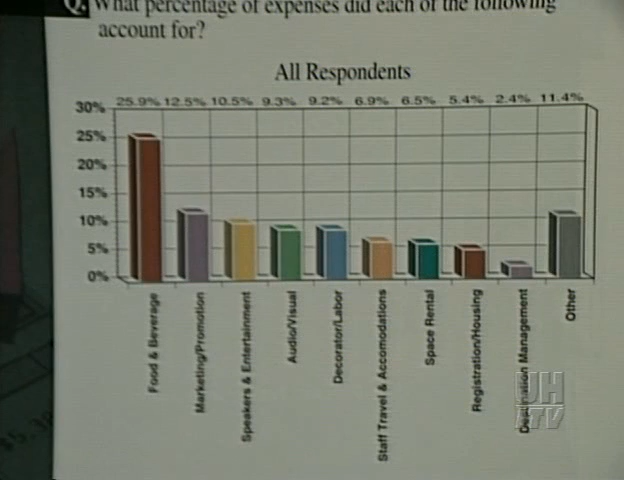 Q. What percentage of expenses did each of the following
account for?
All Respondents
25.9% 12.5% 10.5% 9.3% 9.2% 6.9% 6.5% 5.4% 2.4% 11.4%
30%
25%
20%
15%
10%
5%
0%
Food & Beverage
Marketing/Promotion
Speakers & Entertainment
Audio/Visual
Decorator/Labor
Staff Travel & Accomodations
Space Rental
Registration/Housing
Destination Management
Other
UH
TV